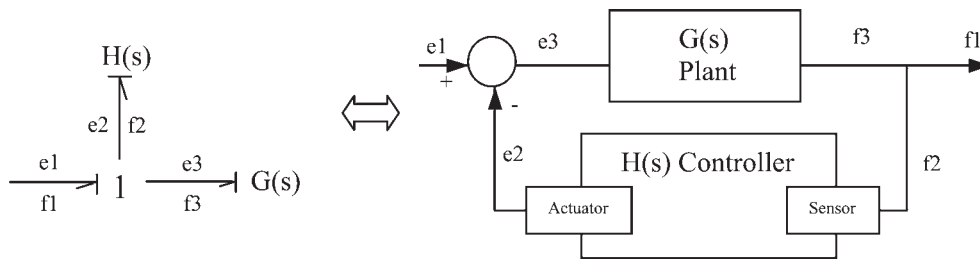 H(s)
e2 f2
e1 e3
1 G(s)
f1 f3
e1 e3 G(s) Plant f3 f1
+
-
e2 H(s) Controller f2
Actuator Sensor